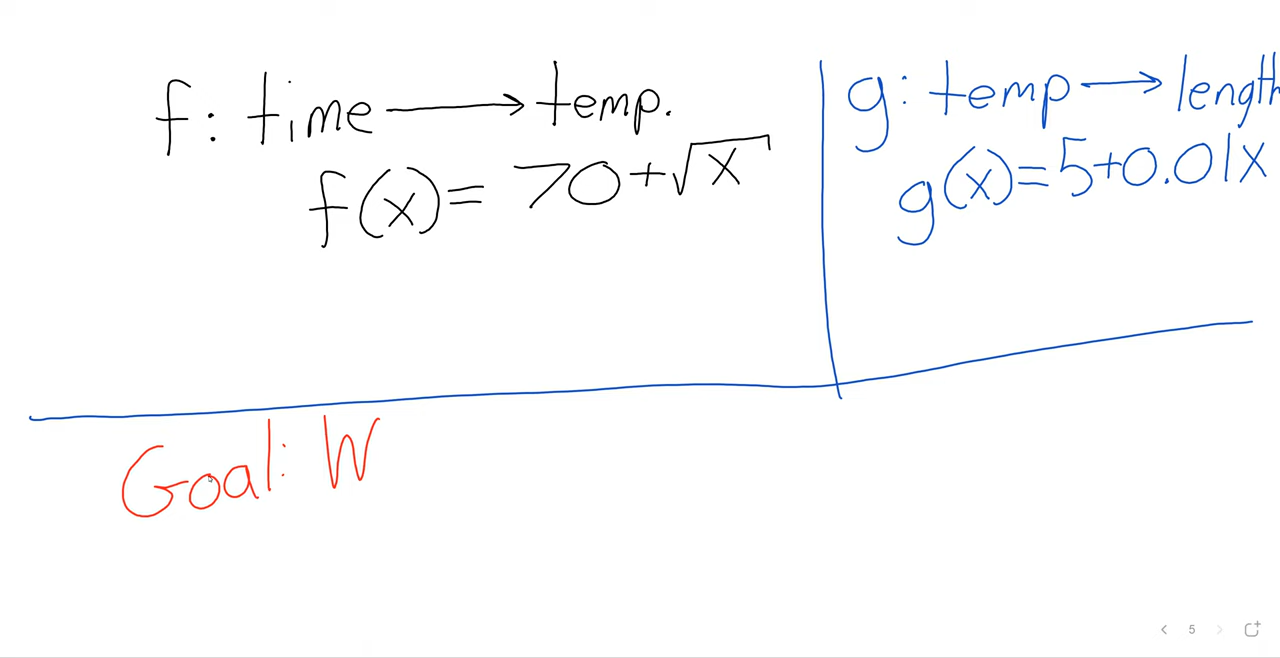 f: time ⟶ temp.
f(x) = 70+√x
g: temp ⟶ length
g(x)=5+0.01x
Goal: W
5